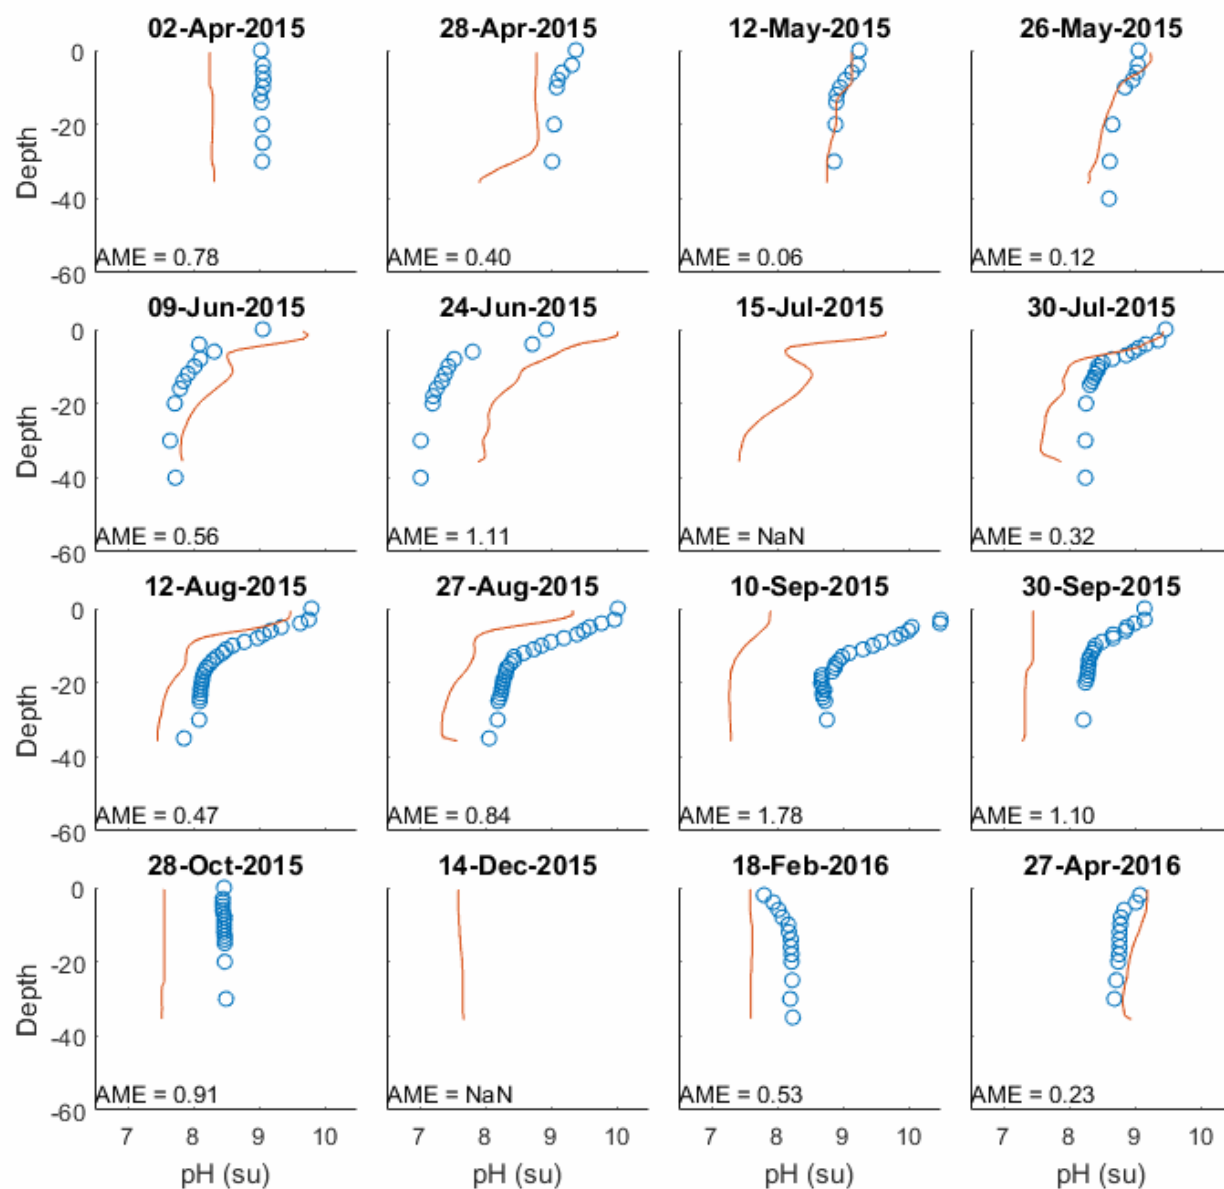 02-Apr-2015
28-Apr-2015
12-May-2015
26-May-2015
0
-20
-40
-60
Depth
AME = 0.78
AME = 0.40
AME = 0.06
AME = 0.12
09-Jun-2015
24-Jun-2015
15-Jul-2015
30-Jul-2015
0
-20
-40
-60
Depth
AME = 0.56
AME = 1.11
AME = NaN
AME = 0.32
12-Aug-2015
27-Aug-2015
10-Sep-2015
30-Sep-2015
0
-20
-40
-60
Depth
AME = 0.47
AME = 0.84
AME = 1.78
AME = 1.10
28-Oct-2015
14-Dec-2015
18-Feb-2016
27-Apr-2016
0
-20
-40
-60
Depth
AME = 0.91
AME = NaN
AME = 0.53
AME = 0.23
7 8 9 10
7 8 9 10
7 8 9 10
7 8 9 10
pH (su)
pH (su)
pH (su)
pH (su)